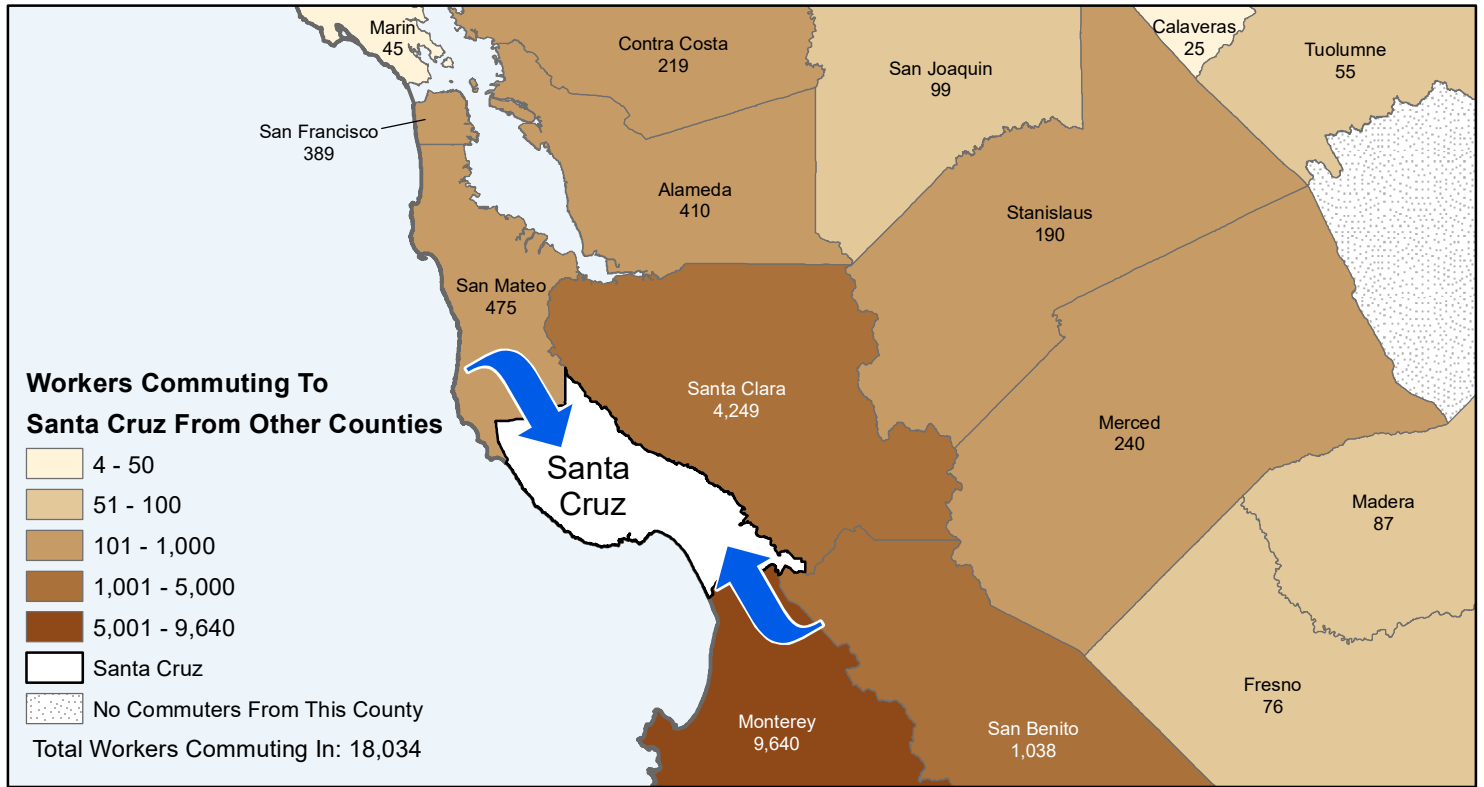 Marin
45
Contra Costa
219
San Joaquin
99
Calaveras
25
Tuolumne
55
San Francisco
389
Alameda
410
Stanislaus
190
San Mateo
475
Santa Clara
4,249
Merced
240
Madera
87
Santa
Cruz
Fresno
76
Monterey
9,640
San Benito
1,038
Workers Commuting To
Santa Cruz From Other Counties
4 - 50
51 - 100
101 - 1,000
1,001 - 5,000
5,001 - 9,640
Santa Cruz
No Commuters From This County
Total Workers Commuting In: 18,034